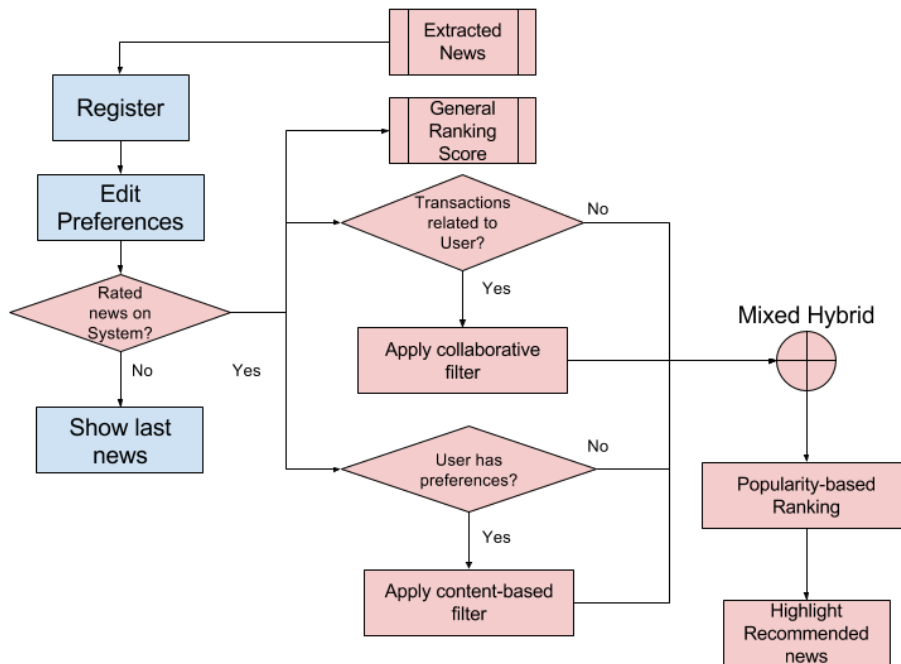 Extracted
News
Register
General
Ranking
Score
Edit
Preferences
Transactions
related to
User?
No
Yes
Rated
news on
System?
No
Yes
Apply collaborative
filter
Mixed Hybrid
Show last
news
User has
preferences?
No
Yes
Popularity-based
Ranking
Apply content-based
filter
Highlight
Recommended
news